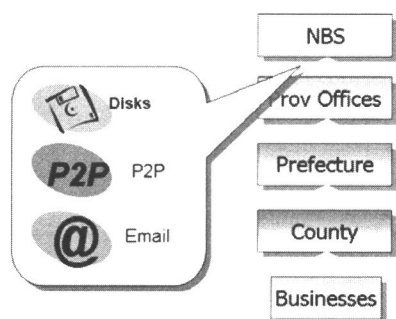 NBS
Disks
Prov Offices
P2P P2P
Prefecture
@ Email
County
Businesses